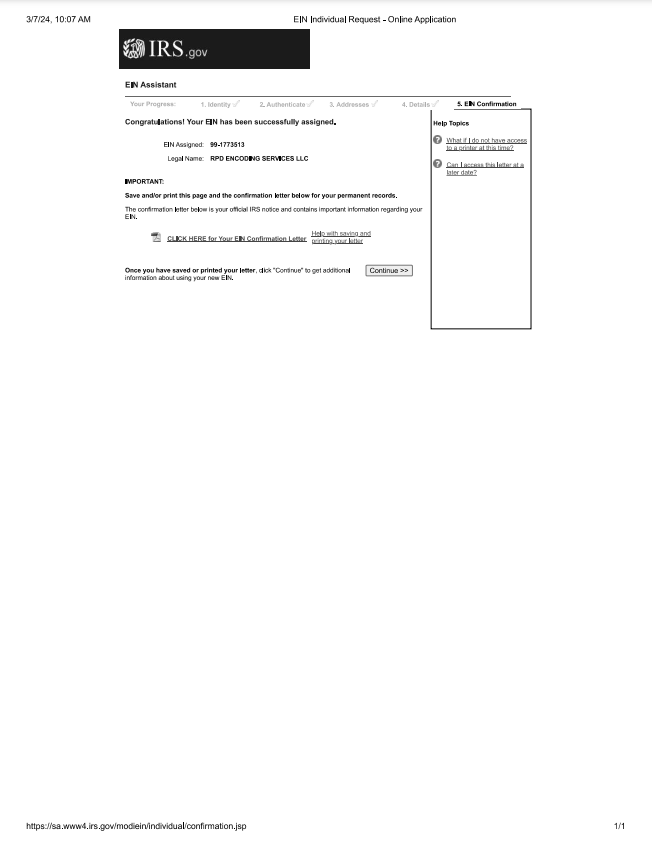 3/7/24, 10:07 AM EIN Individual Request - Online Application
IRS.gov
EIN Assistant
Your Progress: 1. Identity ✓ 2. Authenticate ✓ 3. Addresses ✓ 4. Details ✓ 5. EIN Confirmation
Congratulations! Your EIN has been successfully assigned.
EIN Assigned: 99-1773513
Legal Name: RPD ENCODING SERVICES LLC
IMPORTANT:
Save and/or print this page and the confirmation letter below for your permanent records.
The confirmation letter below is your official IRS notice and contains important information regarding your
EIN.
CLICK HERE for Your EIN Confirmation Letter
Help with saving and
printing your letter
Once you have saved or printed your letter, click "Continue" to get additional
information about using your new EIN.
Continue >>
Help Topics
What if I do not have access
to a printer at this time?
Can I access this letter at a
later date?
https://sa.www4.irs.gov/modiein/individual/confirmation.jsp 1/1